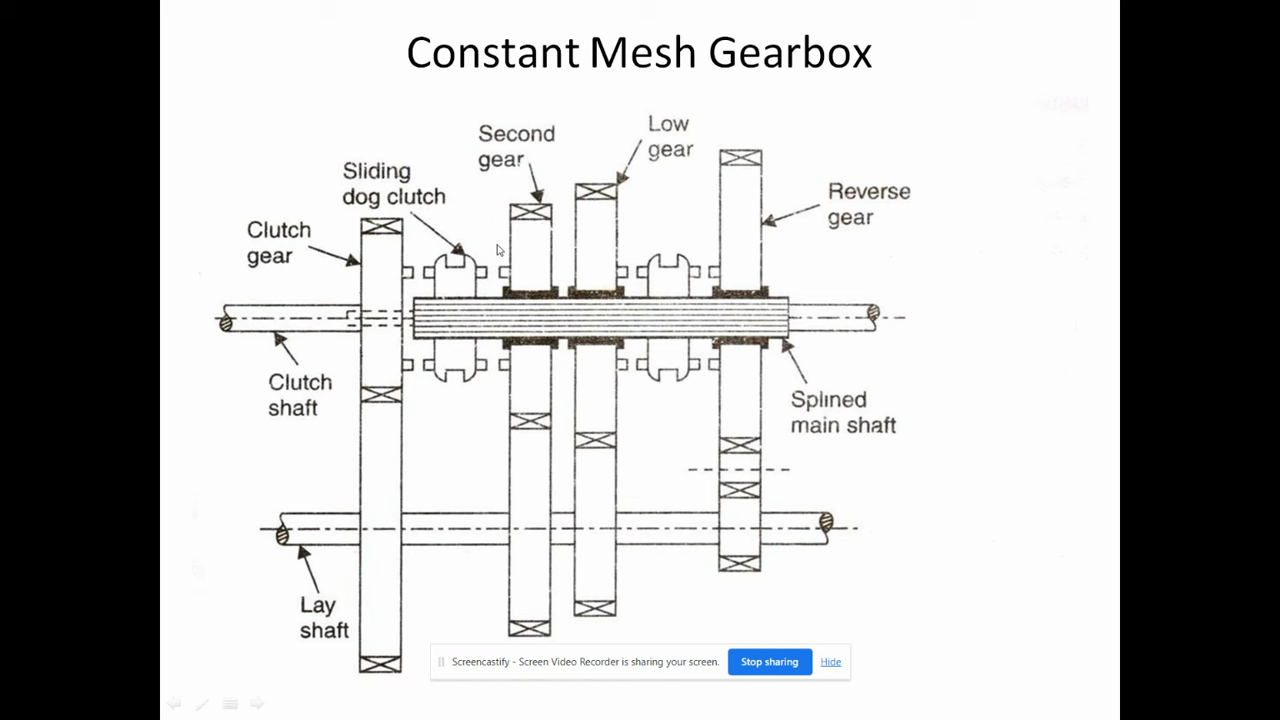 Constant Mesh Gearbox
Low
gear
Second
gear
Sliding
dog clutch
Reverse
gear
Clutch
gear
Clutch
shaft
Splined
main shaft
Lay
shaft
Screencastify - Screen Video Recorder is sharing your screen.
Stop sharing
Hide